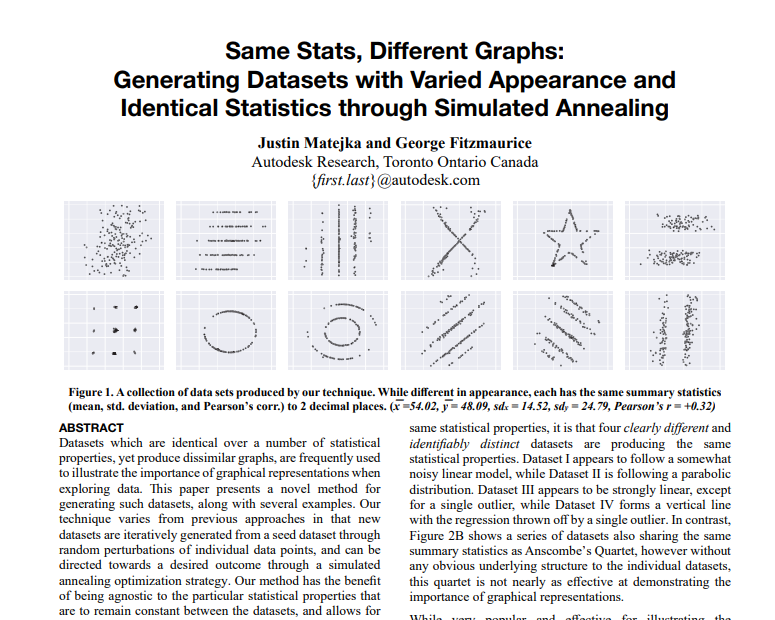 Same Stats, Different Graphs:
Generating Datasets with Varied Appearance and
Identical Statistics through Simulated Annealing
Justin Matejka and George Fitzmaurice
Autodesk Research, Toronto Ontario Canada
{first.last}@autodesk.com
Figure 1. A collection of data sets produced by our technique. While different in appearance, each has the same summary statistics
(mean, std. deviation, and Pearson's corr.) to 2 decimal places. (x̅ =54.02, y̅ = 48.09, sdₓ = 14.52, sdᵧ = 24.79, Pearson's r = +0.32)
ABSTRACT
Datasets which are identical over a number of statistical
properties, yet produce dissimilar graphs, are frequently used
to illustrate the importance of graphical representations when
exploring data. This paper presents a novel method for
generating such datasets, along with several examples. Our
technique varies from previous approaches in that new
datasets are iteratively generated from a seed dataset through
random perturbations of individual data points, and can be
directed towards a desired outcome through a simulated
annealing optimization strategy. Our method has the benefit
of being agnostic to the particular statistical properties that
are to remain constant between the datasets, and allows for
same statistical properties, it is that four clearly different and
identifiably distinct datasets are producing the same
statistical properties. Dataset I appears to follow a somewhat
noisy linear model, while Dataset II is following a parabolic
distribution. Dataset III appears to be strongly linear, except
for a single outlier, while Dataset IV forms a vertical line
with the regression thrown off by a single outlier. In contrast,
Figure 2B shows a series of datasets also sharing the same
summary statistics as Anscombe's Quartet, however without
any obvious underlying structure to the individual datasets,
this quartet is not nearly as effective at demonstrating the
importance of graphical representations.
While very popular and effective for illustrating the